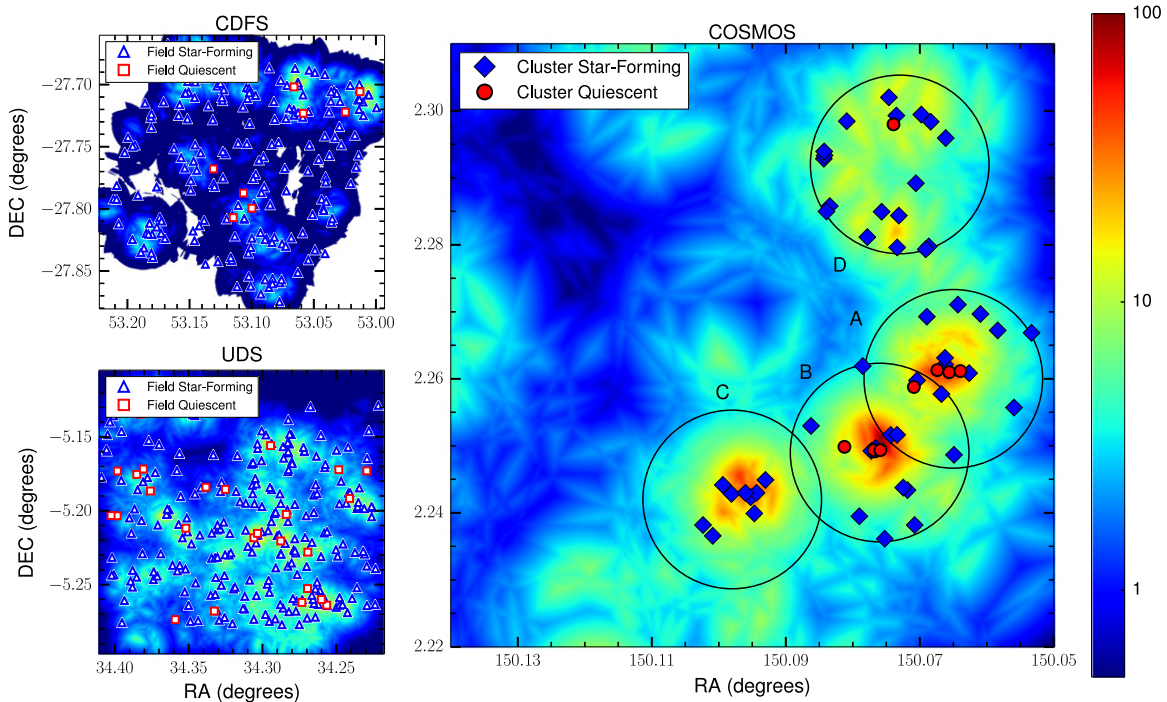 CDFS
Field Star-Forming
Field Quiescent
−27.70
−27.75
−27.80
−27.85
DEC (degrees)
53.20
53.15
53.10
53.05
53.00
UDS
Field Star-Forming
Field Quiescent
−5.15
−5.20
−5.25
DEC (degrees)
34.40
34.35
34.30
34.25
RA (degrees)
COSMOS
Cluster Star-Forming
Cluster Quiescent
2.30
2.28
2.26
2.24
2.22
D
A
B
C
150.13
150.11
150.09
150.07
150.05
RA (degrees)
100
10
1